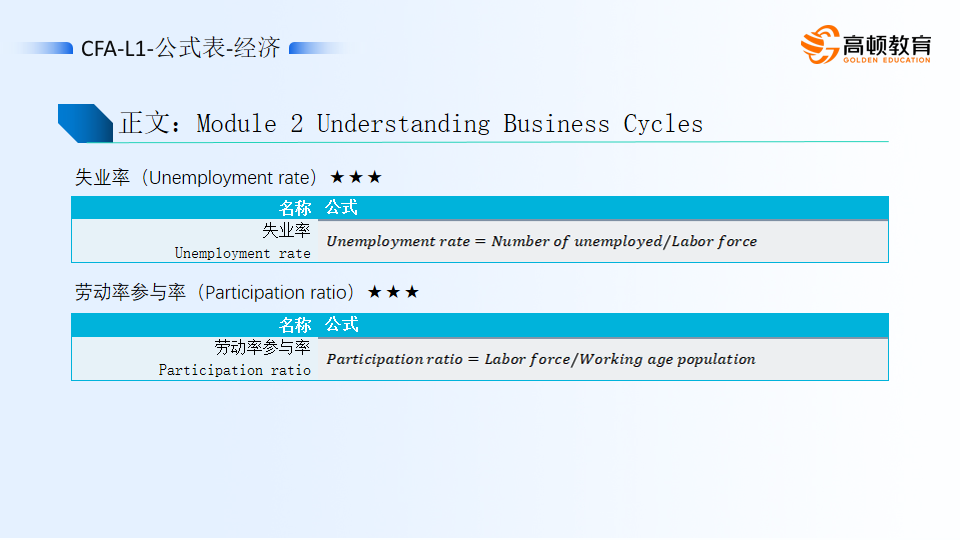 CFA-L1-公式表-经济
高顿教育
GOLDEN EDUCATION
正文：Module 2 Understanding Business Cycles
失业率（Unemployment rate）★★★
名称 公式
失业率
Unemployment rate
Unemployment rate = Number of unemployed/Labor force
劳动率参与率（Participation ratio）★★★
名称 公式
劳动率参与率
Participation ratio
Participation ratio = Labor force/Working age population